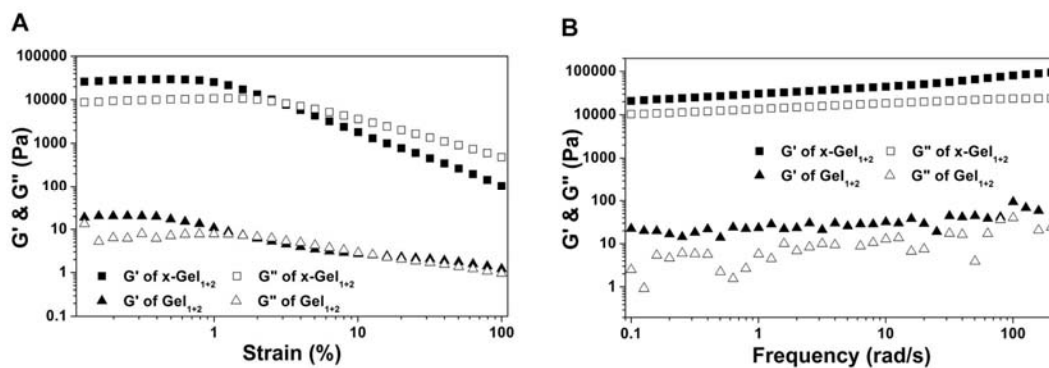 A
G' & G" (Pa)
100000
10000
1000
100
10
1
0.1
G' of x-Gel1+2
G" of x-Gel1+2
G' of Gel1+2
G" of Gel1+2
1
10
100
Strain (%)
B
G' & G" (Pa)
100000
10000
1000
100
10
1
G' of x-Gel1+2
G" of x-Gel1+2
G' of Gel1+2
G" of Gel1+2
0.1
1
10
100
Frequency (rad/s)